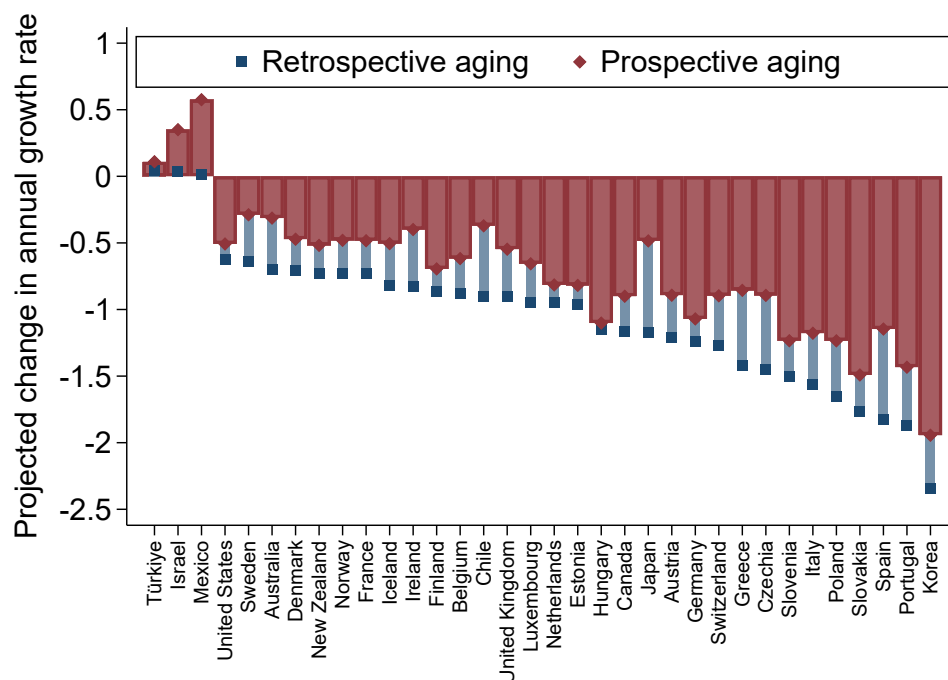 Projected change in annual growth rate
Retrospective aging
Prospective aging
1
0.5
0
-0.5
-1
-1.5
-2
-2.5
Türkiye
Israel
Mexico
United States
Sweden
Australia
Denmark
New Zealand
Norway
France
Iceland
Ireland
Finland
Belgium
Chile
United Kingdom
Luxembourg
Netherlands
Estonia
Hungary
Canada
Japan
Austria
Germany
Switzerland
Greece
Czechia
Slovenia
Italy
Poland
Slovakia
Spain
Portugal
Korea